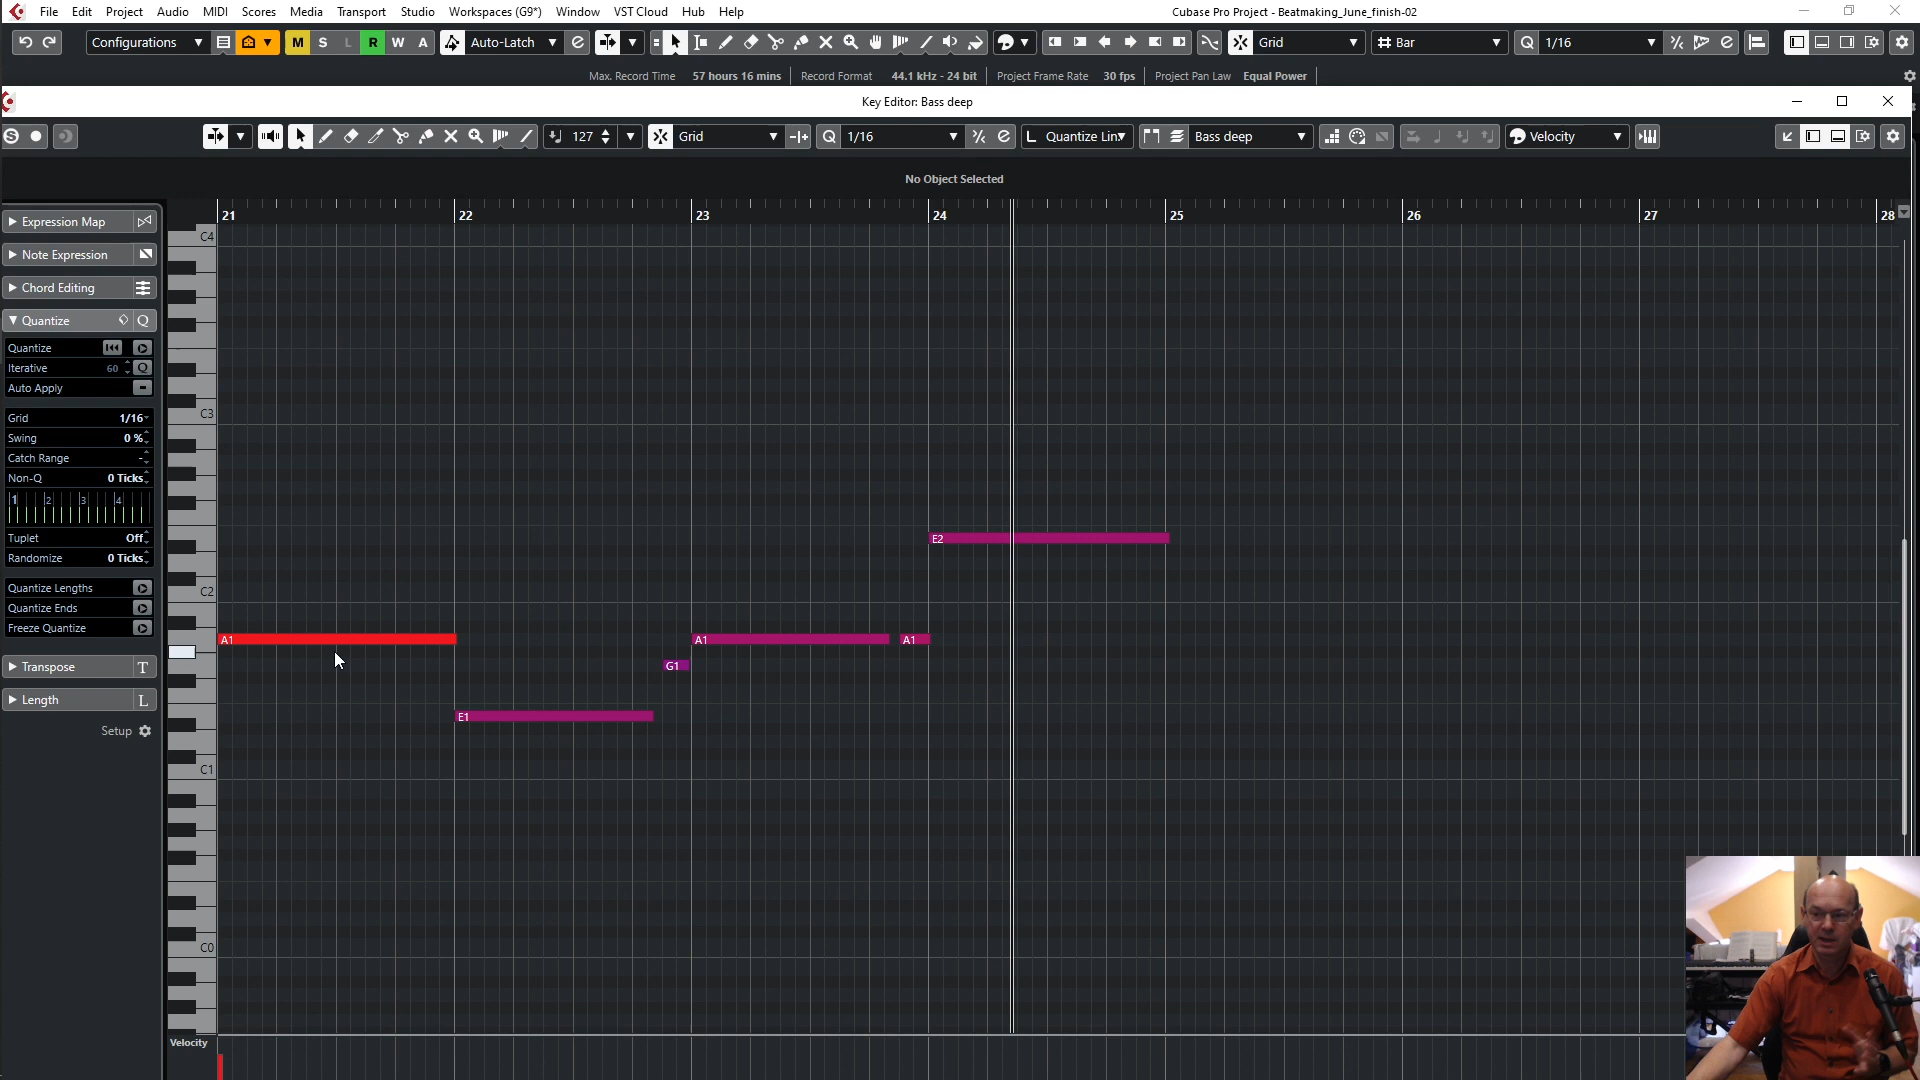 File Edit Project Audio MIDI Scores Media Transport Studio Workspaces (G9*) Window VST Cloud Hub Help
Cubase Pro Project - Beatmaking_June_finish-02
Configurations M S L R W A Auto-Latch Grid Bar Q 1/16
Max. Record Time 57 hours 16 mins Record Format 44.1 kHz - 24 bit Project Frame Rate 30 fps Project Pan Law Equal Power
Key Editor: Bass deep
S 127 Grid Q 1/16 L Quantize Lin Bass deep Velocity
No Object Selected
21 22 23 24 25 26 27 28
Expression Map
Note Expression
Chord Editing
Quantize Q
Quantize
Iterative 60 Q
Auto Apply
Grid 1/16
Swing 0 %
Catch Range -
Non-Q 0 Ticks
1 2 3 4
Tuplet Off
Randomize 0 Ticks
Quantize Lengths
Quantize Ends
Freeze Quantize
Transpose T
Length L
Setup
C4
C3
E2
C2
A1 A1 A1
G1
E1
C1
C0
Velocity